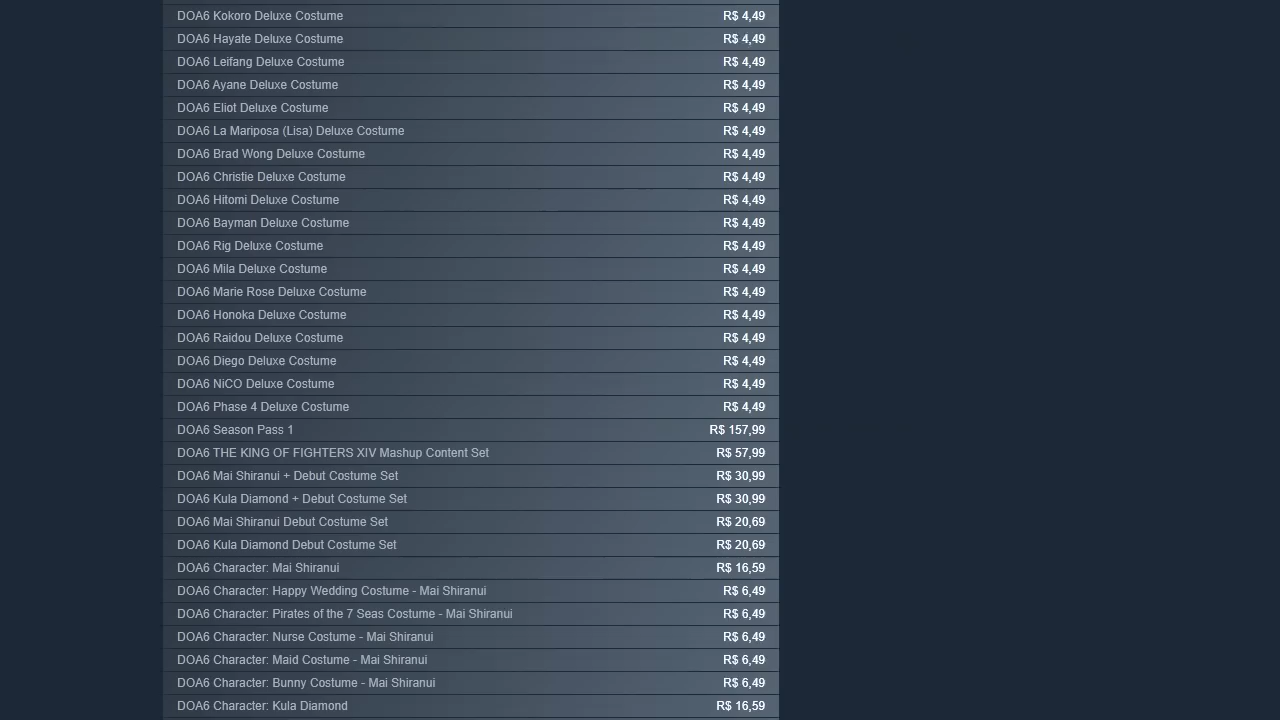 DOA6 Kokoro Deluxe Costume R$ 4,49
DOA6 Hayate Deluxe Costume R$ 4,49
DOA6 Leifang Deluxe Costume R$ 4,49
DOA6 Ayane Deluxe Costume R$ 4,49
DOA6 Eliot Deluxe Costume R$ 4,49
DOA6 La Mariposa (Lisa) Deluxe Costume R$ 4,49
DOA6 Brad Wong Deluxe Costume R$ 4,49
DOA6 Christie Deluxe Costume R$ 4,49
DOA6 Hitomi Deluxe Costume R$ 4,49
DOA6 Bayman Deluxe Costume R$ 4,49
DOA6 Rig Deluxe Costume R$ 4,49
DOA6 Mila Deluxe Costume R$ 4,49
DOA6 Marie Rose Deluxe Costume R$ 4,49
DOA6 Honoka Deluxe Costume R$ 4,49
DOA6 Raidou Deluxe Costume R$ 4,49
DOA6 Diego Deluxe Costume R$ 4,49
DOA6 NiCO Deluxe Costume R$ 4,49
DOA6 Phase 4 Deluxe Costume R$ 4,49
DOA6 Season Pass 1 R$ 157,99
DOA6 THE KING OF FIGHTERS XIV Mashup Content Set R$ 57,99
DOA6 Mai Shiranui + Debut Costume Set R$ 30,99
DOA6 Kula Diamond + Debut Costume Set R$ 30,99
DOA6 Mai Shiranui Debut Costume Set R$ 20,69
DOA6 Kula Diamond Debut Costume Set R$ 20,69
DOA6 Character: Mai Shiranui R$ 16,59
DOA6 Character: Happy Wedding Costume - Mai Shiranui R$ 6,49
DOA6 Character: Pirates of the 7 Seas Costume - Mai Shiranui R$ 6,49
DOA6 Character: Nurse Costume - Mai Shiranui R$ 6,49
DOA6 Character: Maid Costume - Mai Shiranui R$ 6,49
DOA6 Character: Bunny Costume - Mai Shiranui R$ 6,49
DOA6 Character: Kula Diamond R$ 16,59